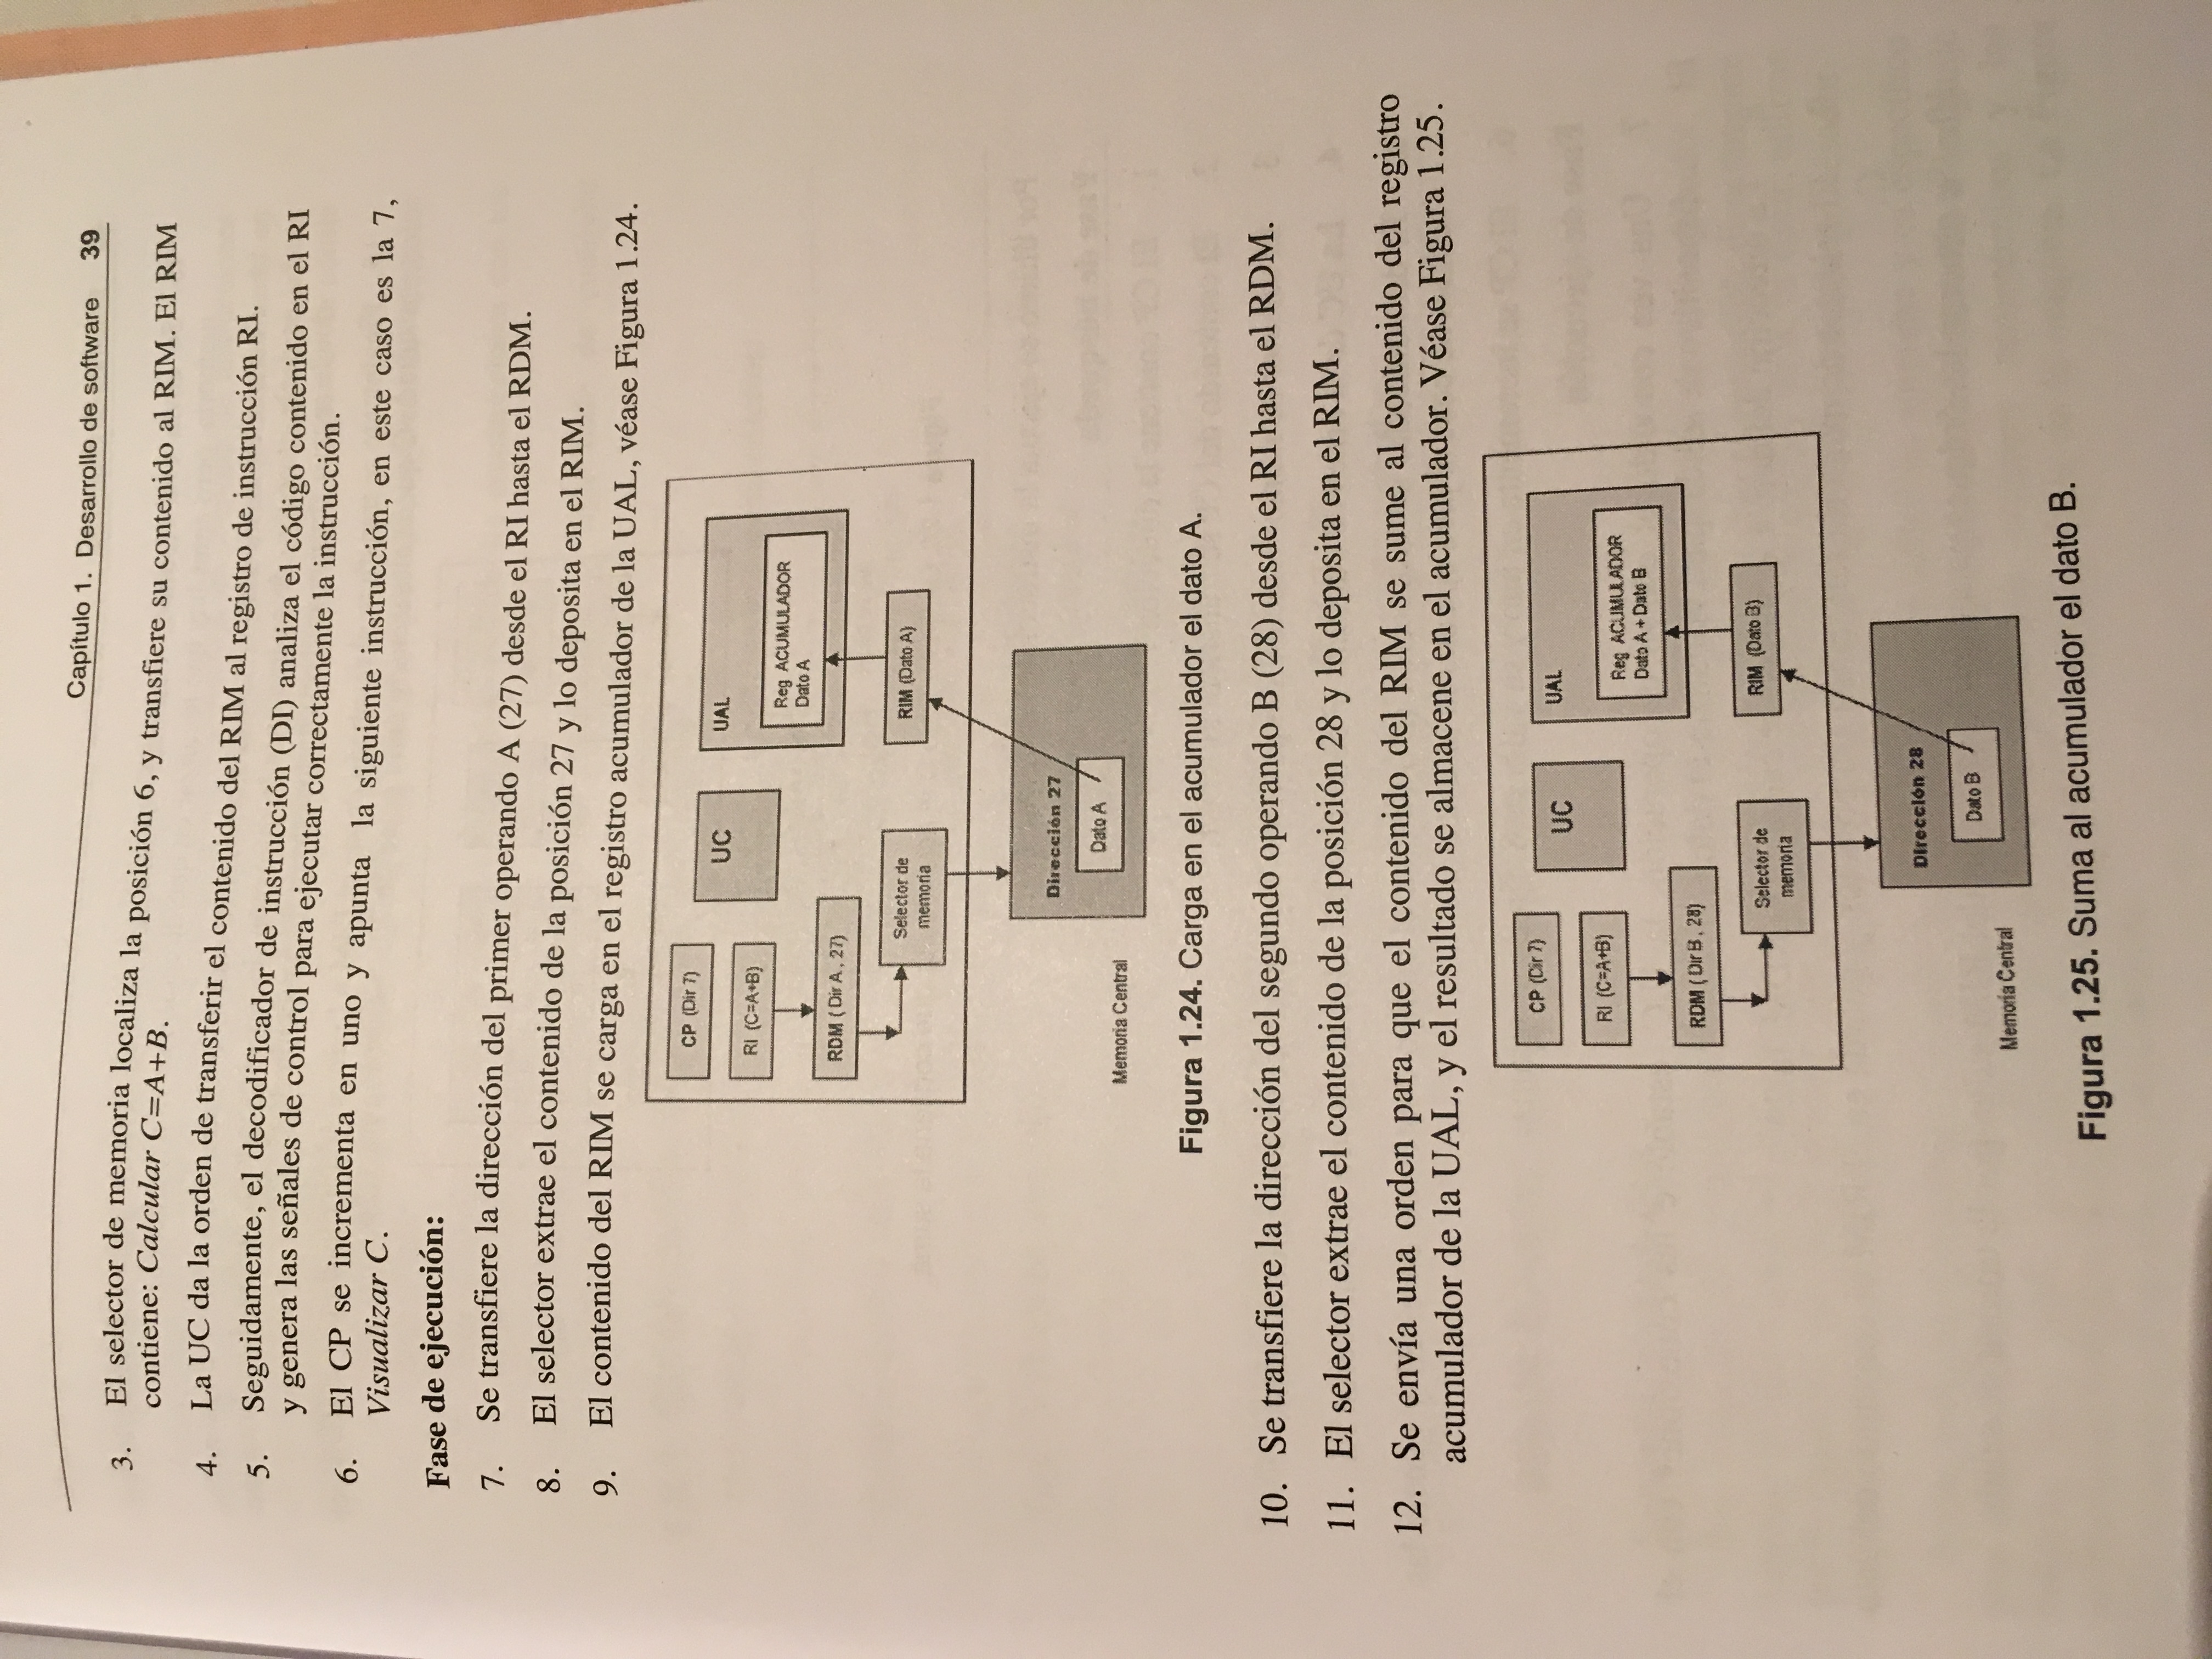 Capítulo 1. Desarrollo de software 39
3. El selector de memoria localiza la posición 6, y transfiere su contenido al RIM. El RIM
contiene: Calcular C=A+B.
4. La UC da la orden de transferir el contenido del RIM al registro de instrucción RI.
5. Seguidamente, el decodificador de instrucción (DI) analiza el código contenido en el RI
y genera las señales de control para ejecutar correctamente la instrucción.
6. El CP se incrementa en uno y apunta la siguiente instrucción, en este caso es la 7,
Visualizar C.
Fase de ejecución:
7. Se transfiere la dirección del primer operando A (27) desde el RI hasta el RDM.
8. El selector extrae el contenido de la posición 27 y lo deposita en el RIM.
9. El contenido del RIM se carga en el registro acumulador de la UAL, véase Figura 1.24.
CP (Dir 7)
UC
UAL
RI (C=A+B)
Reg ACUMULADOR
Dato A
RDM ( Dir A , 27)
Selector de
memoria
RIM (Dato A)
Dirección 27
Dato A
Memoria Central
Figura 1.24. Carga en el acumulador el dato A.
10. Se transfiere la dirección del segundo operando B (28) desde el RI hasta el RDM.
11. El selector extrae el contenido de la posición 28 y lo deposita en el RIM.
12. Se envía una orden para que el contenido del RIM se sume al contenido del registro
acumulador de la UAL, y el resultado se almacene en el acumulador. Véase Figura 1.25.
CP (Dir 7)
UC
UAL
RI (C=A+B)
Reg ACUMULADOR
Dato A + Dato B
RDM ( Dir B , 28)
Selector de
memoria
RIM (Dato B)
Dirección 28
Dato B
Memoria Central
Figura 1.25. Suma al acumulador el dato B.